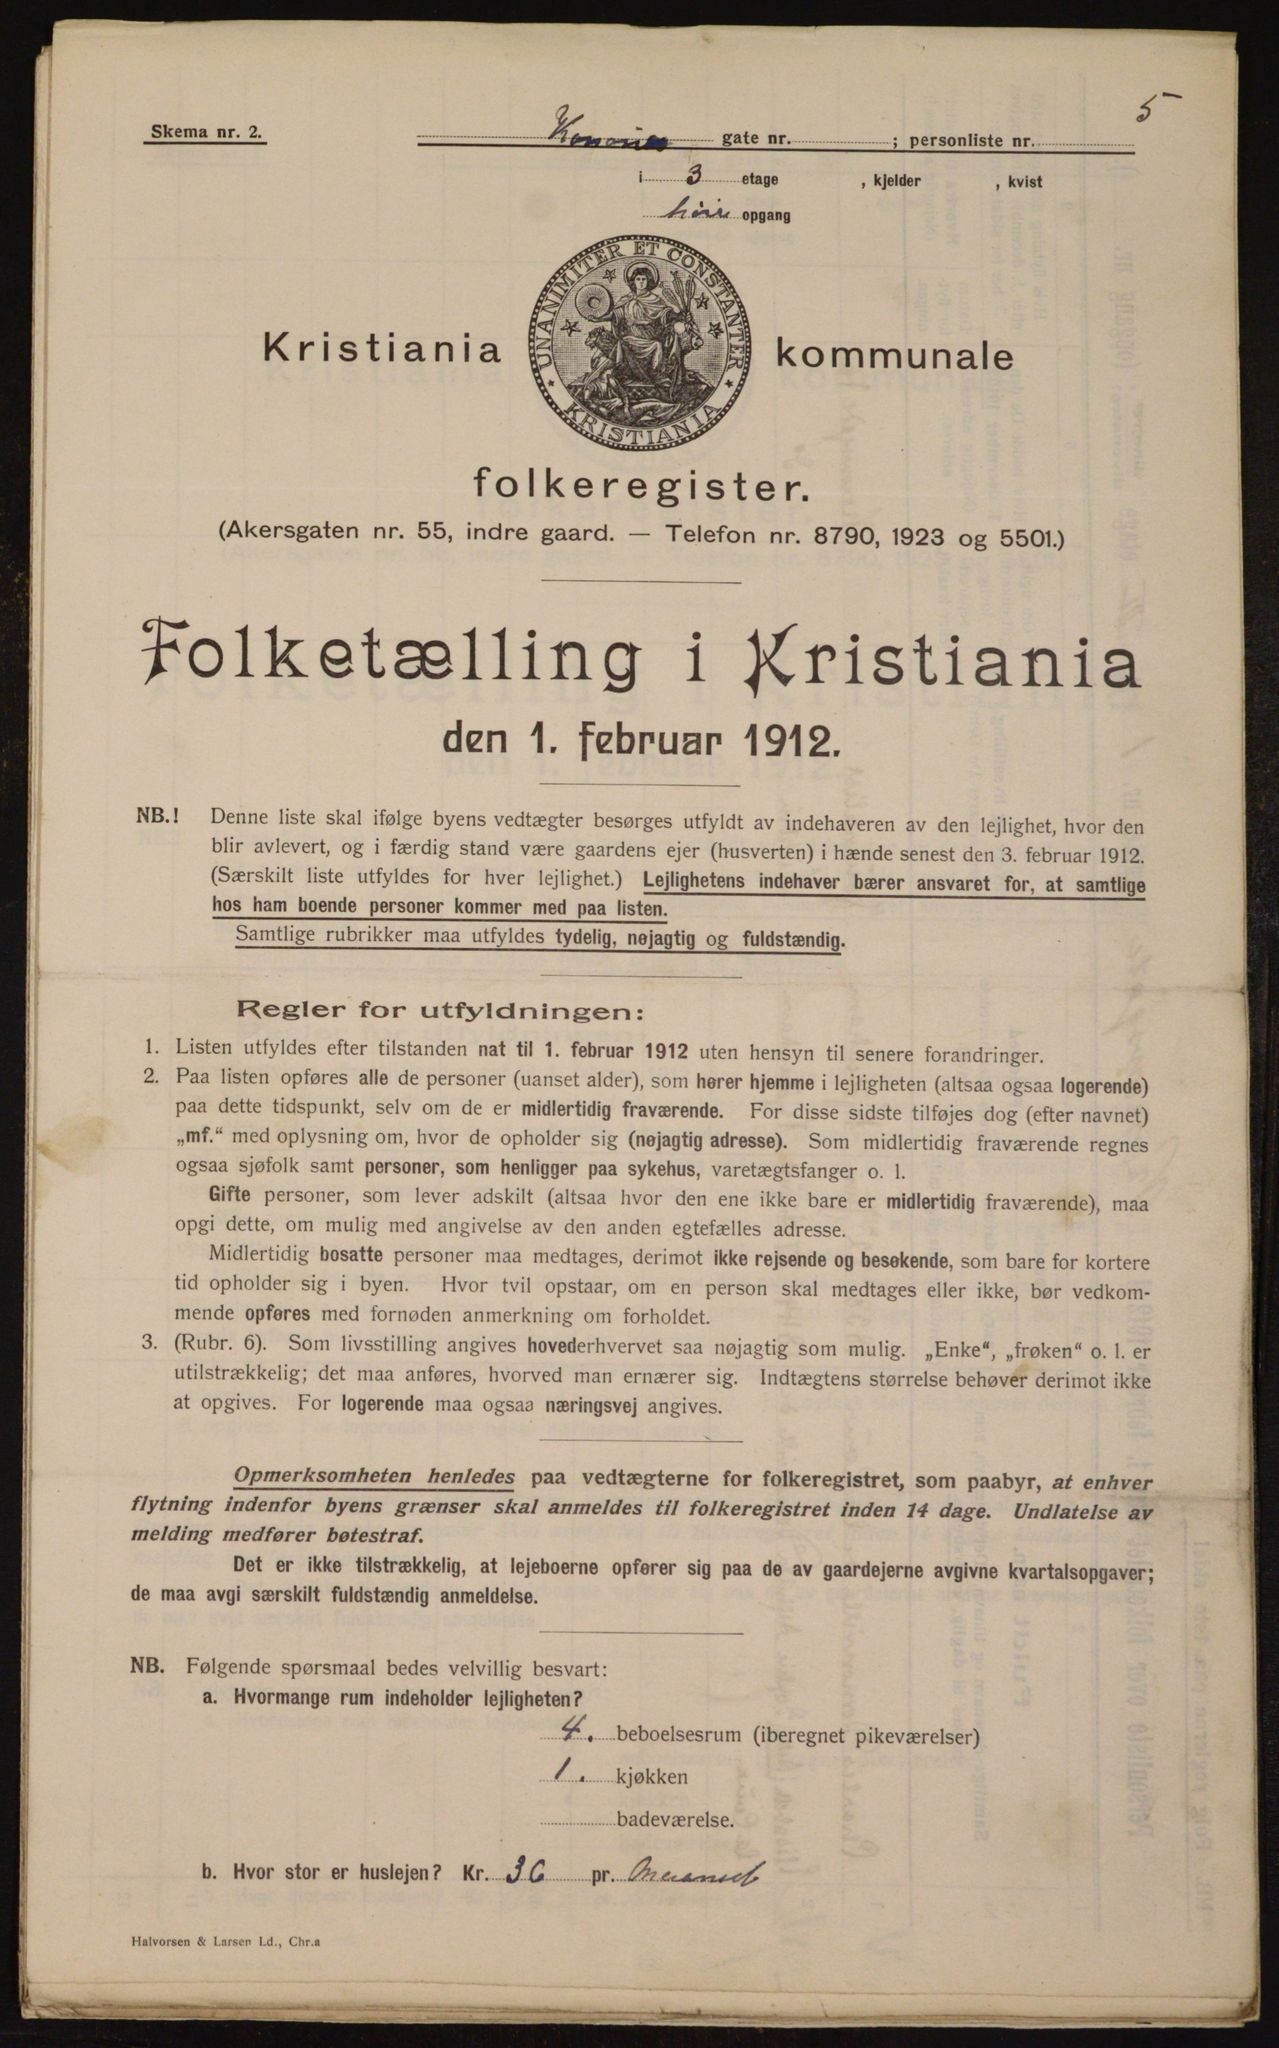 5
Skema nr. 2.
gate nr. ; personliste nr.
i 3 etage , kjelder , kvist
høire opgang
UNANIMITER ET CONSTANTER
KRISTIANIA
Kristiania kommunale
folkeregister.
(Akersgaten nr. 55, indre gaard. — Telefon nr. 8790, 1923 og 5501.)
Folketælling i Kristiania
den 1. februar 1912.
NB.! Denne liste skal ifølge byens vedtægter besørges utfyldt av indehaveren av den lejlighet, hvor den
blir avlevert, og i færdig stand være gaardens ejer (husverten) i hænde senest den 3. februar 1912.
(Særskilt liste utfyldes for hver lejlighet.) Lejlighetens indehaver bærer ansvaret for, at samtlige
hos ham boende personer kommer med paa listen.
Samtlige rubrikker maa utfyldes tydelig, nøjagtig og fuldstændig.
Regler for utfyldningen:
1. Listen utfyldes efter tilstanden nat til 1. februar 1912 uten hensyn til senere forandringer.
2. Paa listen opføres alle de personer (uanset alder), som hører hjemme i lejligheten (altsaa ogsaa logerende)
paa dette tidspunkt, selv om de er midlertidig fraværende. For disse sidste tilføjes dog (efter navnet)
„mf.“ med oplysning om, hvor de opholder sig (nøjagtig adresse). Som midlertidig fraværende regnes
ogsaa sjøfolk samt personer, som henligger paa sykehus, varetægtsfanger o. l.
Gifte personer, som lever adskilt (altsaa hvor den ene ikke bare er midlertidig fraværende), maa
opgi dette, om mulig med angivelse av den anden egtefælles adresse.
Midlertidig bosatte personer maa medtages, derimot ikke rejsende og besøkende, som bare for kortere
tid opholder sig i byen. Hvor tvil opstaar, om en person skal medtages eller ikke, bør vedkom-
mende opføres med fornøden anmerkning om forholdet.
3. (Rubr. 6). Som livsstilling angives hovederhvervet saa nøjagtig som mulig. „Enke“, „frøken“ o. l. er
utilstrækkelig; det maa anføres, hvorved man ernærer sig. Indtægtens størrelse behøver derimot ikke
at opgives. For logerende maa ogsaa næringsvej angives.
Opmerksomheten henledes paa vedtægterne for folkeregistret, som paabyr, at enhver
flytning indenfor byens grænser skal anmeldes til folkeregistret inden 14 dage. Undlatelse av
melding medfører bøtestraf.
Det er ikke tilstrækkelig, at lejeboerne opfører sig paa de av gaardejerne avgivne kvartalsopgaver;
de maa avgi særskilt fuldstændig anmeldelse.
NB. Følgende spørsmaal bedes velvillig besvart:
a. Hvormange rum indeholder lejligheten?
4. beboelsesrum (iberegnet pikeværelser)
1. kjøkken
badeværelse.
b. Hvor stor er huslejen? Kr. 36 pr. Maaned
Halvorsen & Larsen Ld., Chr.a